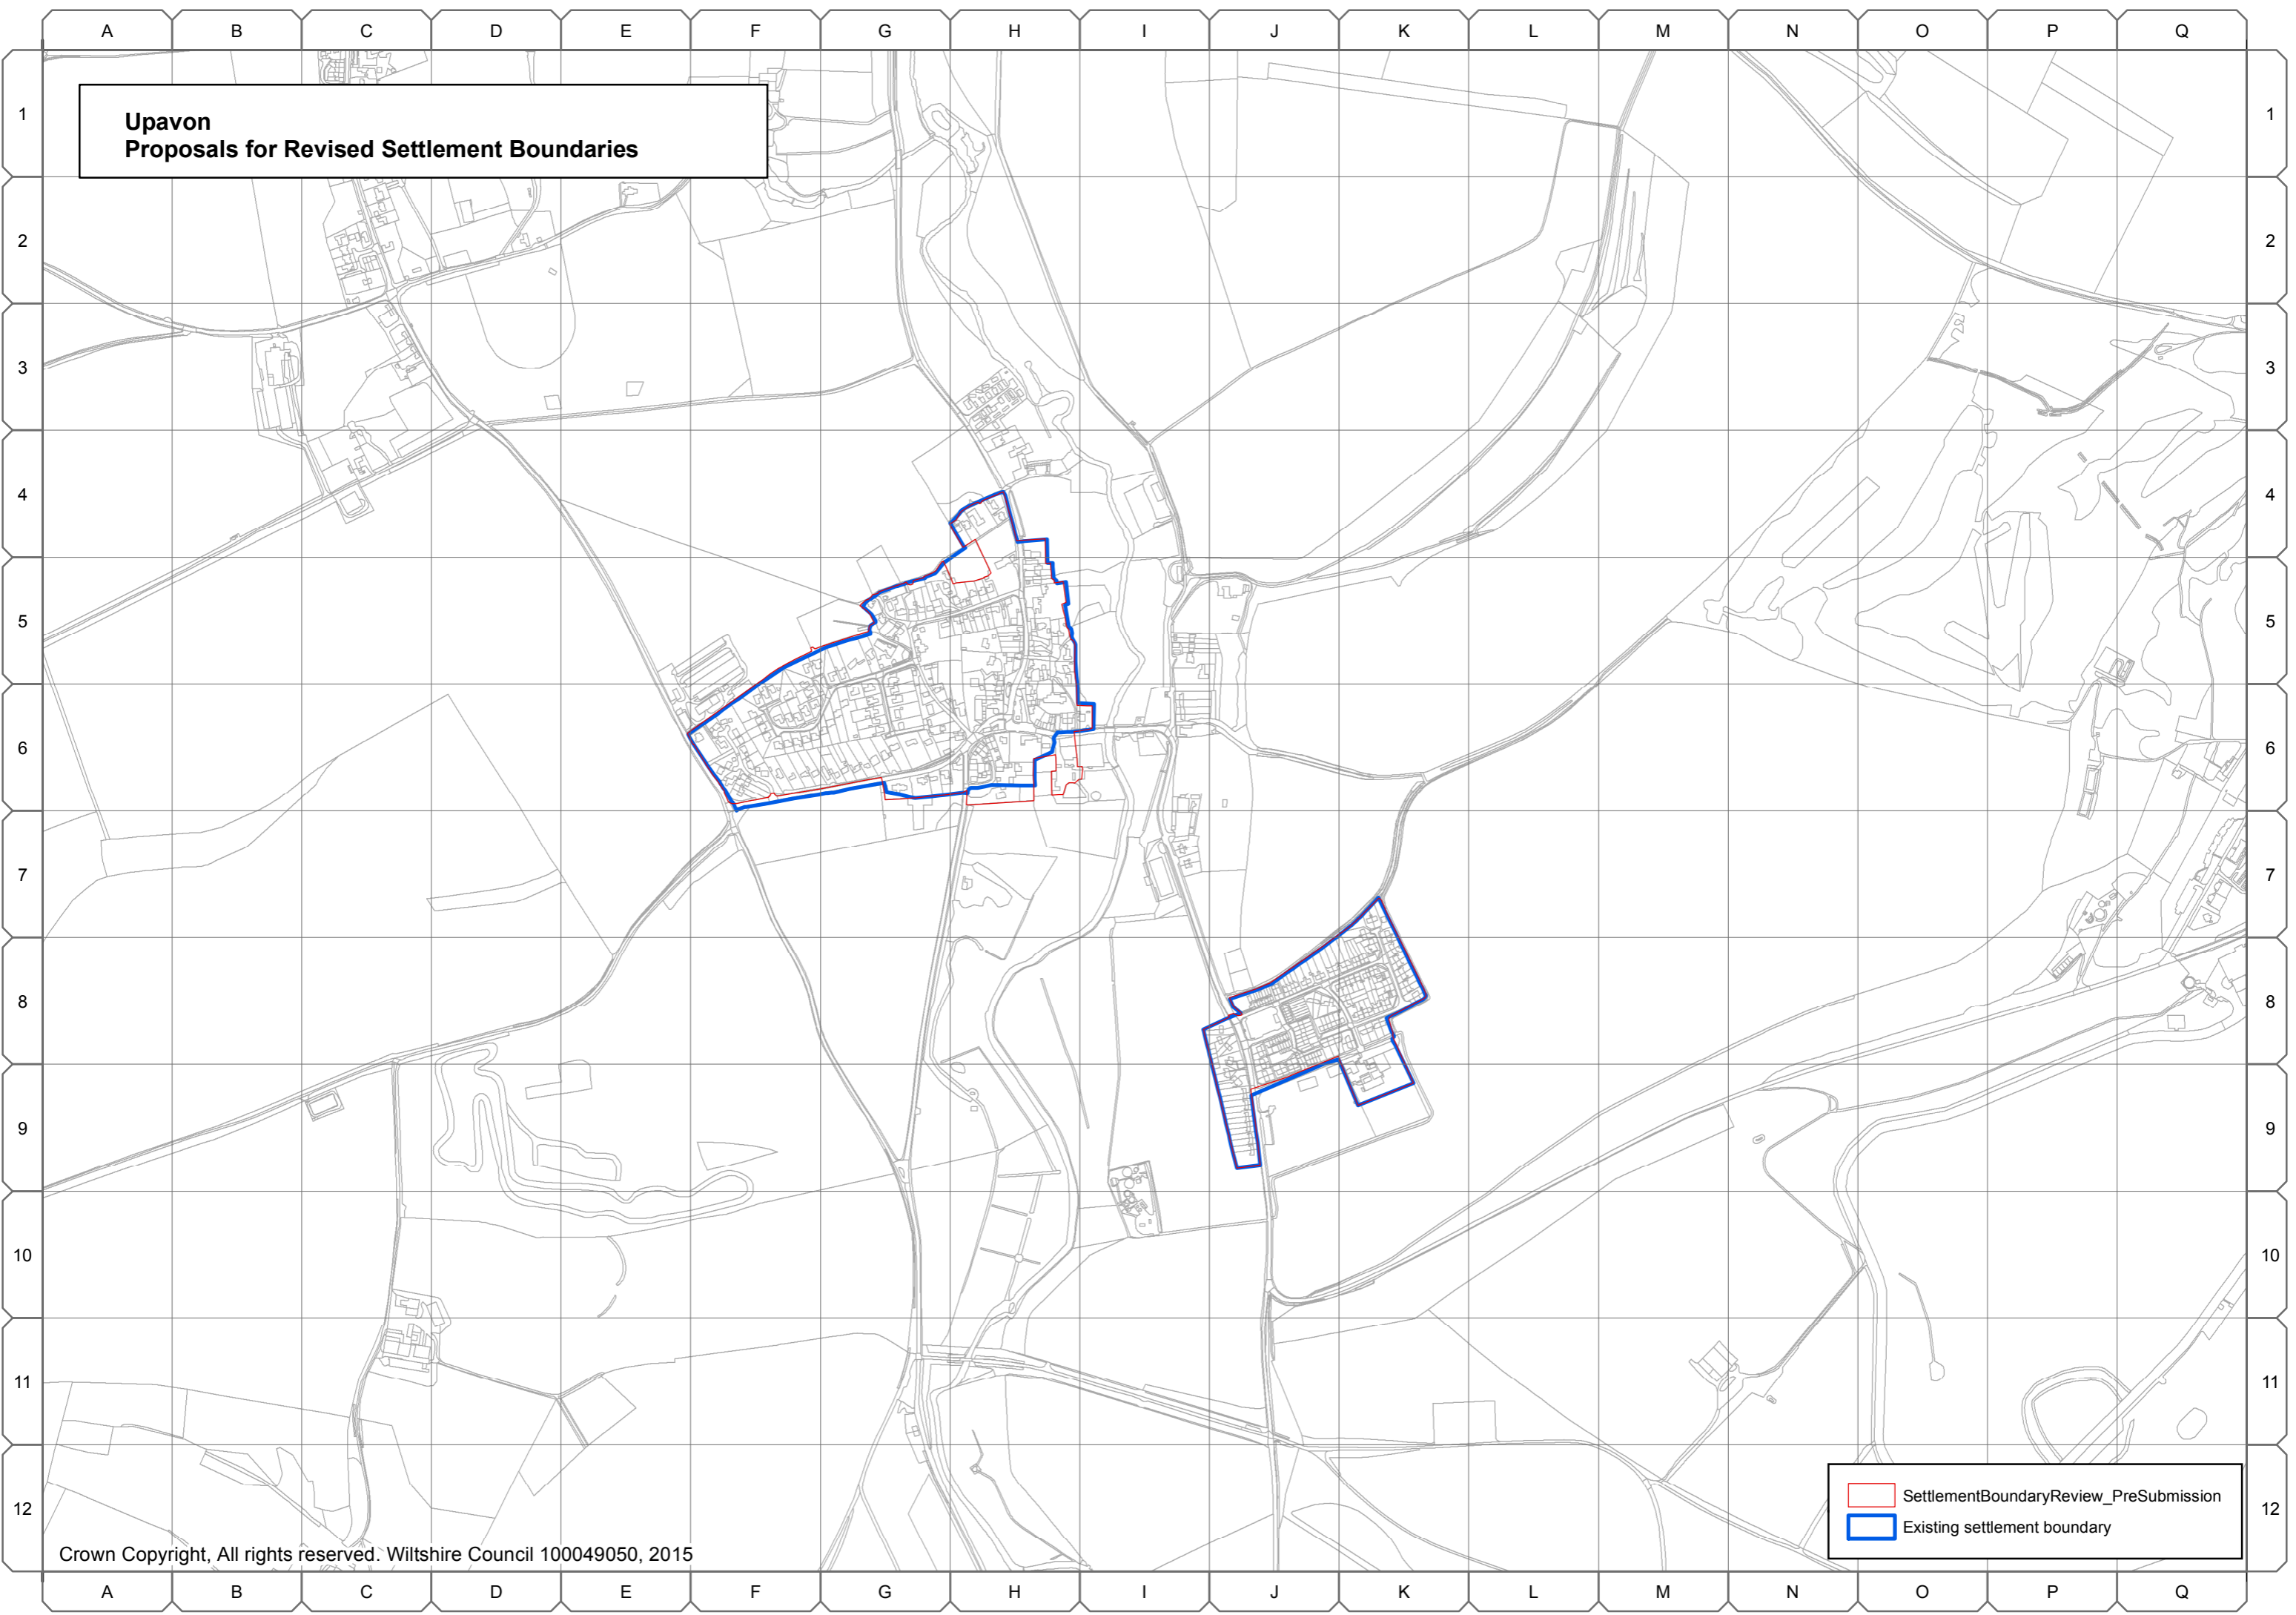 A B C D E F G H I J K L M N O P Q
Upavon
Proposals for Revised Settlement Boundaries
1 1
2 2
3 3
4 4
5 5
6 6
7 7
8 8
9 9
10 10
11 11
12 12
SettlementBoundaryReview_PreSubmission
Existing settlement boundary
Crown Copyright, All rights reserved. Wiltshire Council 100049050, 2015
A B C D E F G H I J K L M N O P Q